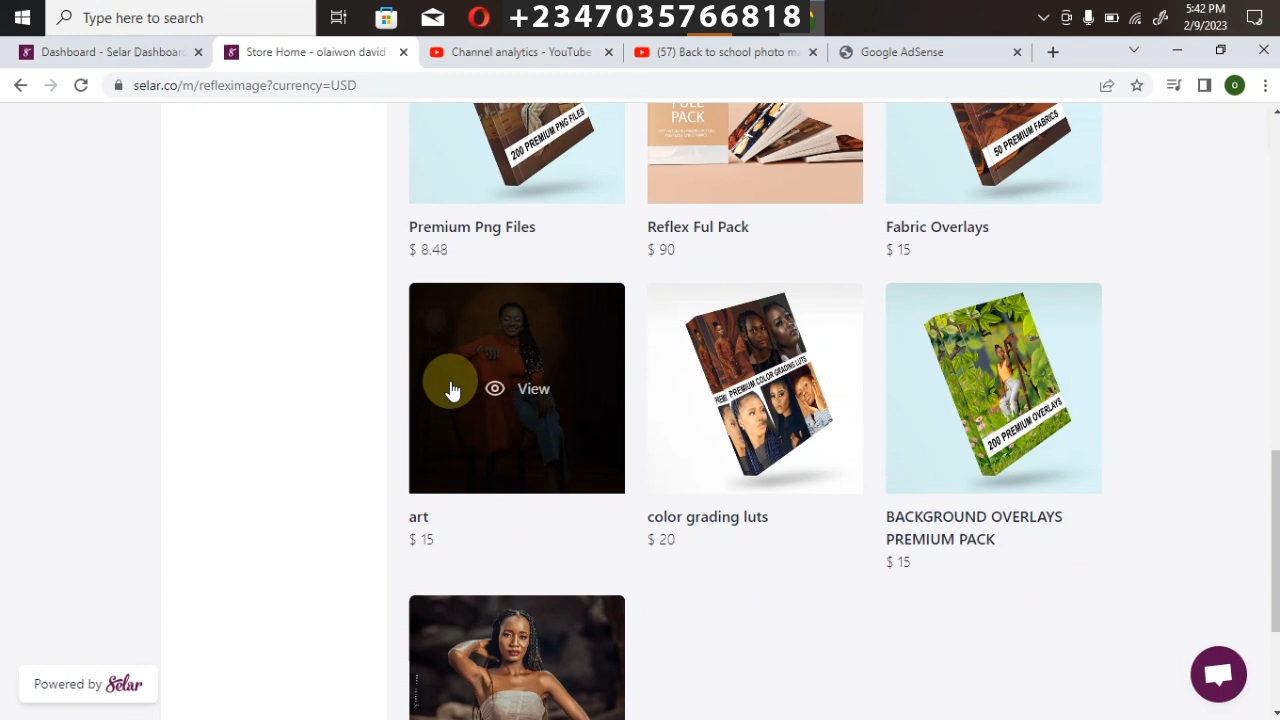 Type here to search
+2347035766818
5:42 PM
2/9/2023
Dashboard - Selar Dashboard
Store Home - olaiwon david
Channel analytics - YouTube
(57) Back to school photo ma
Google AdSense
selar.co/m/refleximage?currency=USD
O
200 PREMIUM PNG FILES
FULL
PACK
50 PREMIUM FABRICS
Premium Png Files
$ 8.48
Reflex Ful Pack
$ 90
Fabric Overlays
$ 15
View
PREMIUM COLOR GRADING LUTS
200 PREMIUM OVERLAYS
art
$ 15
color grading luts
$ 20
BACKGROUND OVERLAYS
PREMIUM PACK
$ 15
Powered by Selar